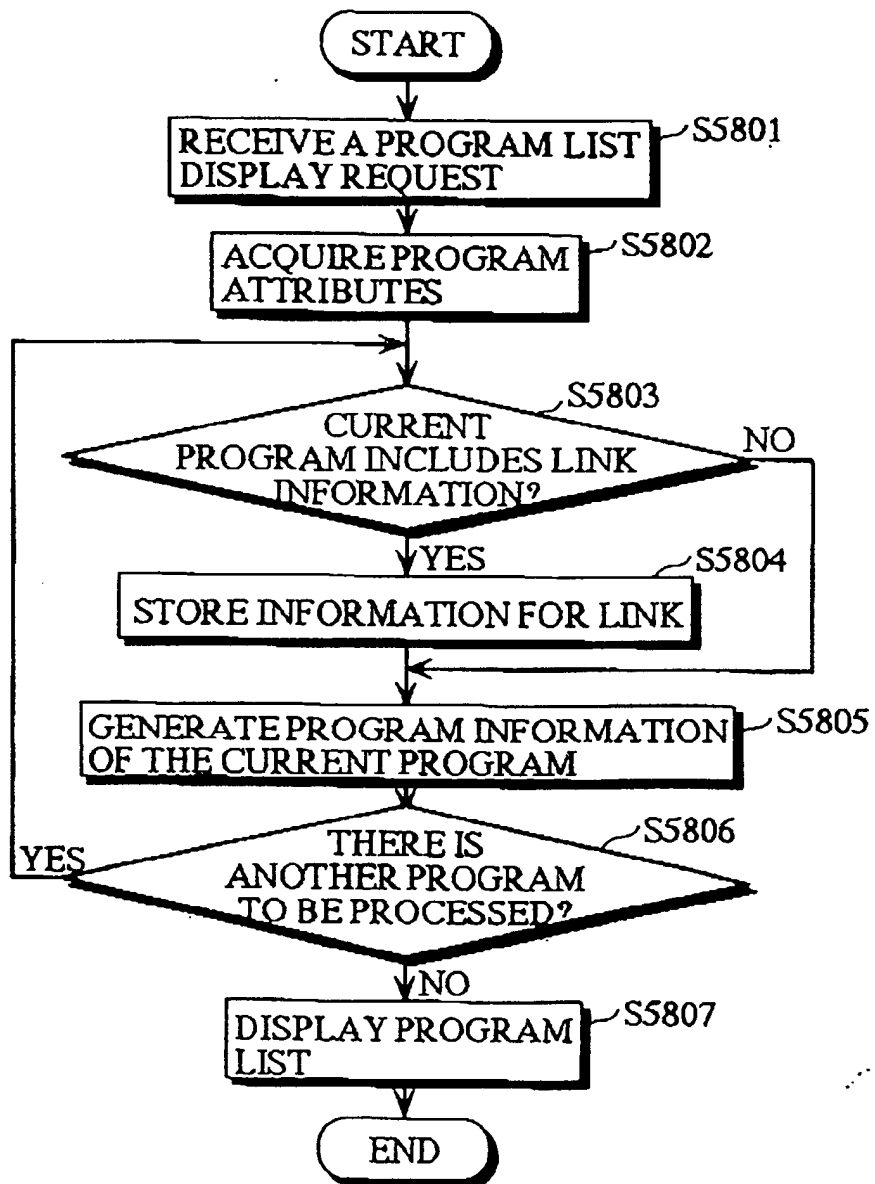 START
RECEIVE A PROGRAM LIST
DISPLAY REQUEST
S5801
ACQUIRE PROGRAM
ATTRIBUTES
S5802
S5803
CURRENT
PROGRAM INCLUDES LINK
INFORMATION?
NO
YES
S5804
STORE INFORMATION FOR LINK
GENERATE PROGRAM INFORMATION
OF THE CURRENT PROGRAM
S5805
S5806
THERE IS
ANOTHER PROGRAM
TO BE PROCESSED?
YES
NO
DISPLAY PROGRAM
LIST
S5807
END